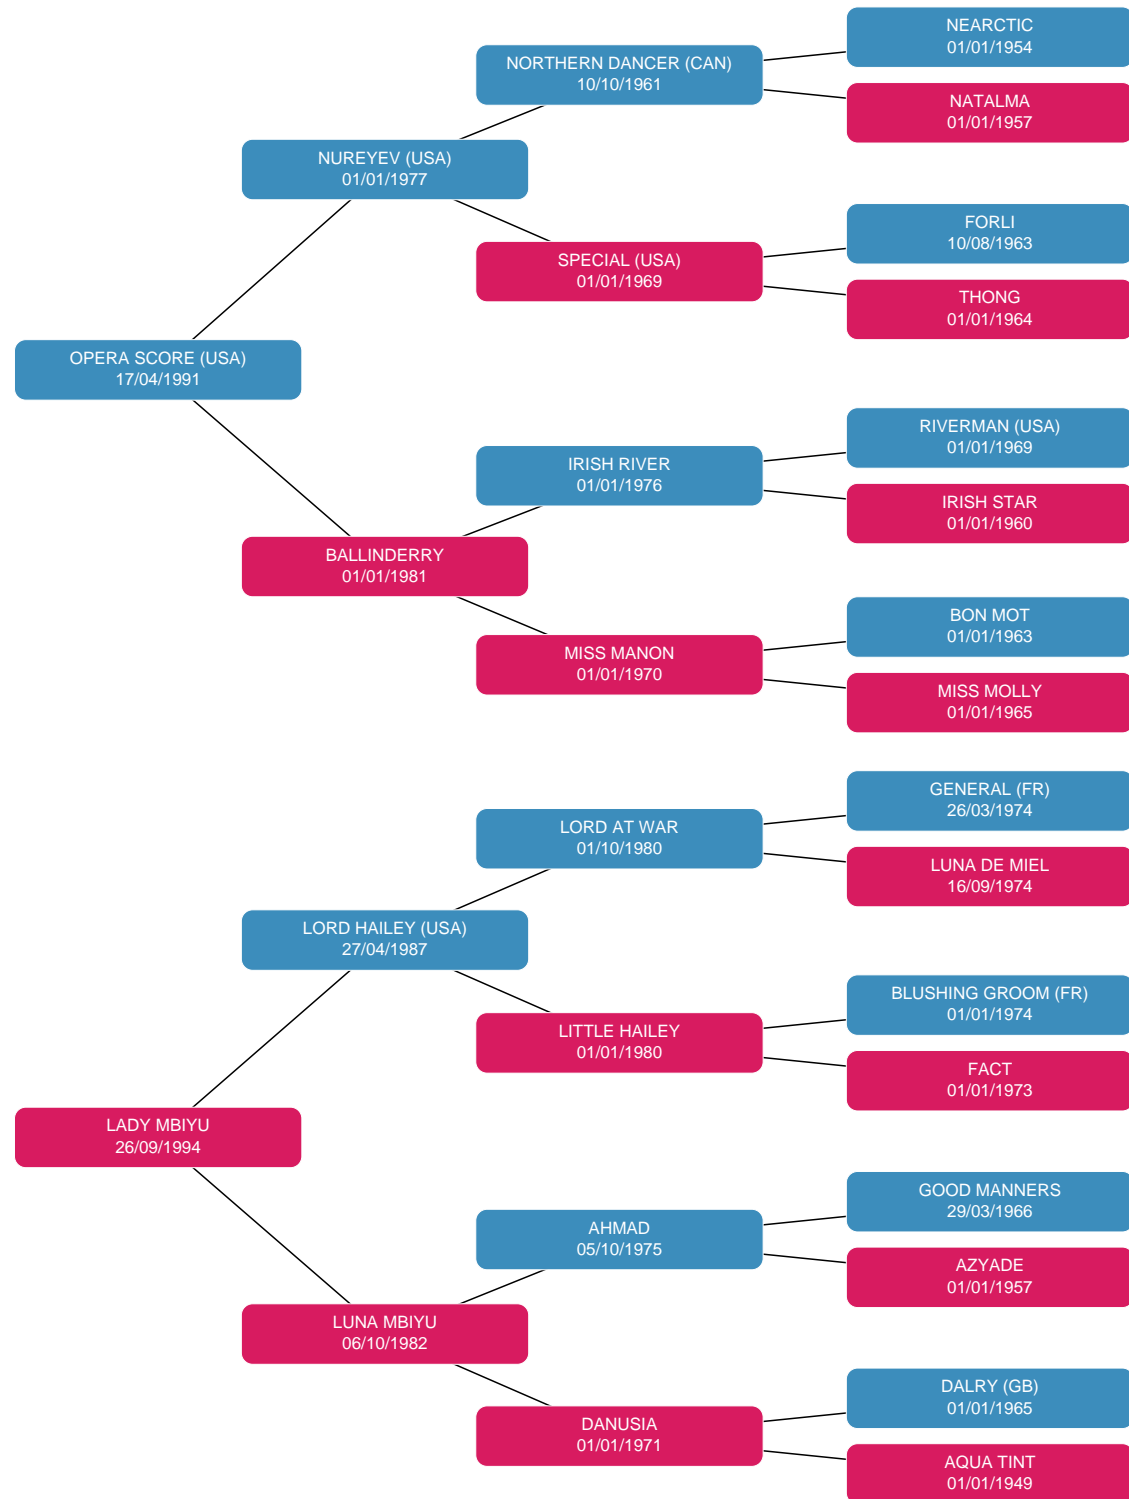 NEARCTIC
01/01/1954
NORTHERN DANCER (CAN)
10/10/1961
NATALMA
01/01/1957
NUREYEV (USA)
01/01/1977
FORLI
10/08/1963
SPECIAL (USA)
01/01/1969
THONG
01/01/1964
OPERA SCORE (USA)
17/04/1991
RIVERMAN (USA)
01/01/1969
IRISH RIVER
01/01/1976
IRISH STAR
01/01/1960
BALLINDERRY
01/01/1981
BON MOT
01/01/1963
MISS MANON
01/01/1970
MISS MOLLY
01/01/1965
GENERAL (FR)
26/03/1974
LORD AT WAR
01/10/1980
LUNA DE MIEL
16/09/1974
LORD HAILEY (USA)
27/04/1987
BLUSHING GROOM (FR)
01/01/1974
LITTLE HAILEY
01/01/1980
FACT
01/01/1973
LADY MBIYU
26/09/1994
GOOD MANNERS
29/03/1966
AHMAD
05/10/1975
AZYADE
01/01/1957
LUNA MBIYU
06/10/1982
DALRY (GB)
01/01/1965
DANUSIA
01/01/1971
AQUA TINT
01/01/1949